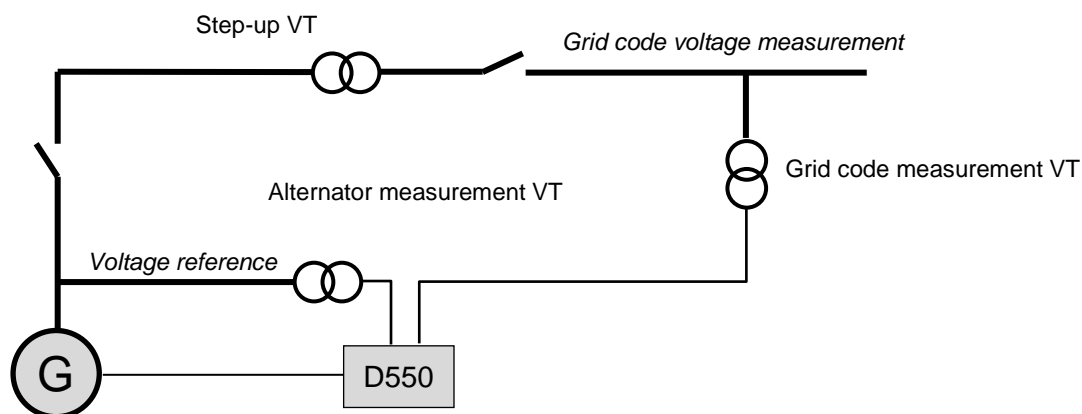 Step-up VT
Grid code voltage measurement
Grid code measurement VT
Alternator measurement VT
Voltage reference
G
D550